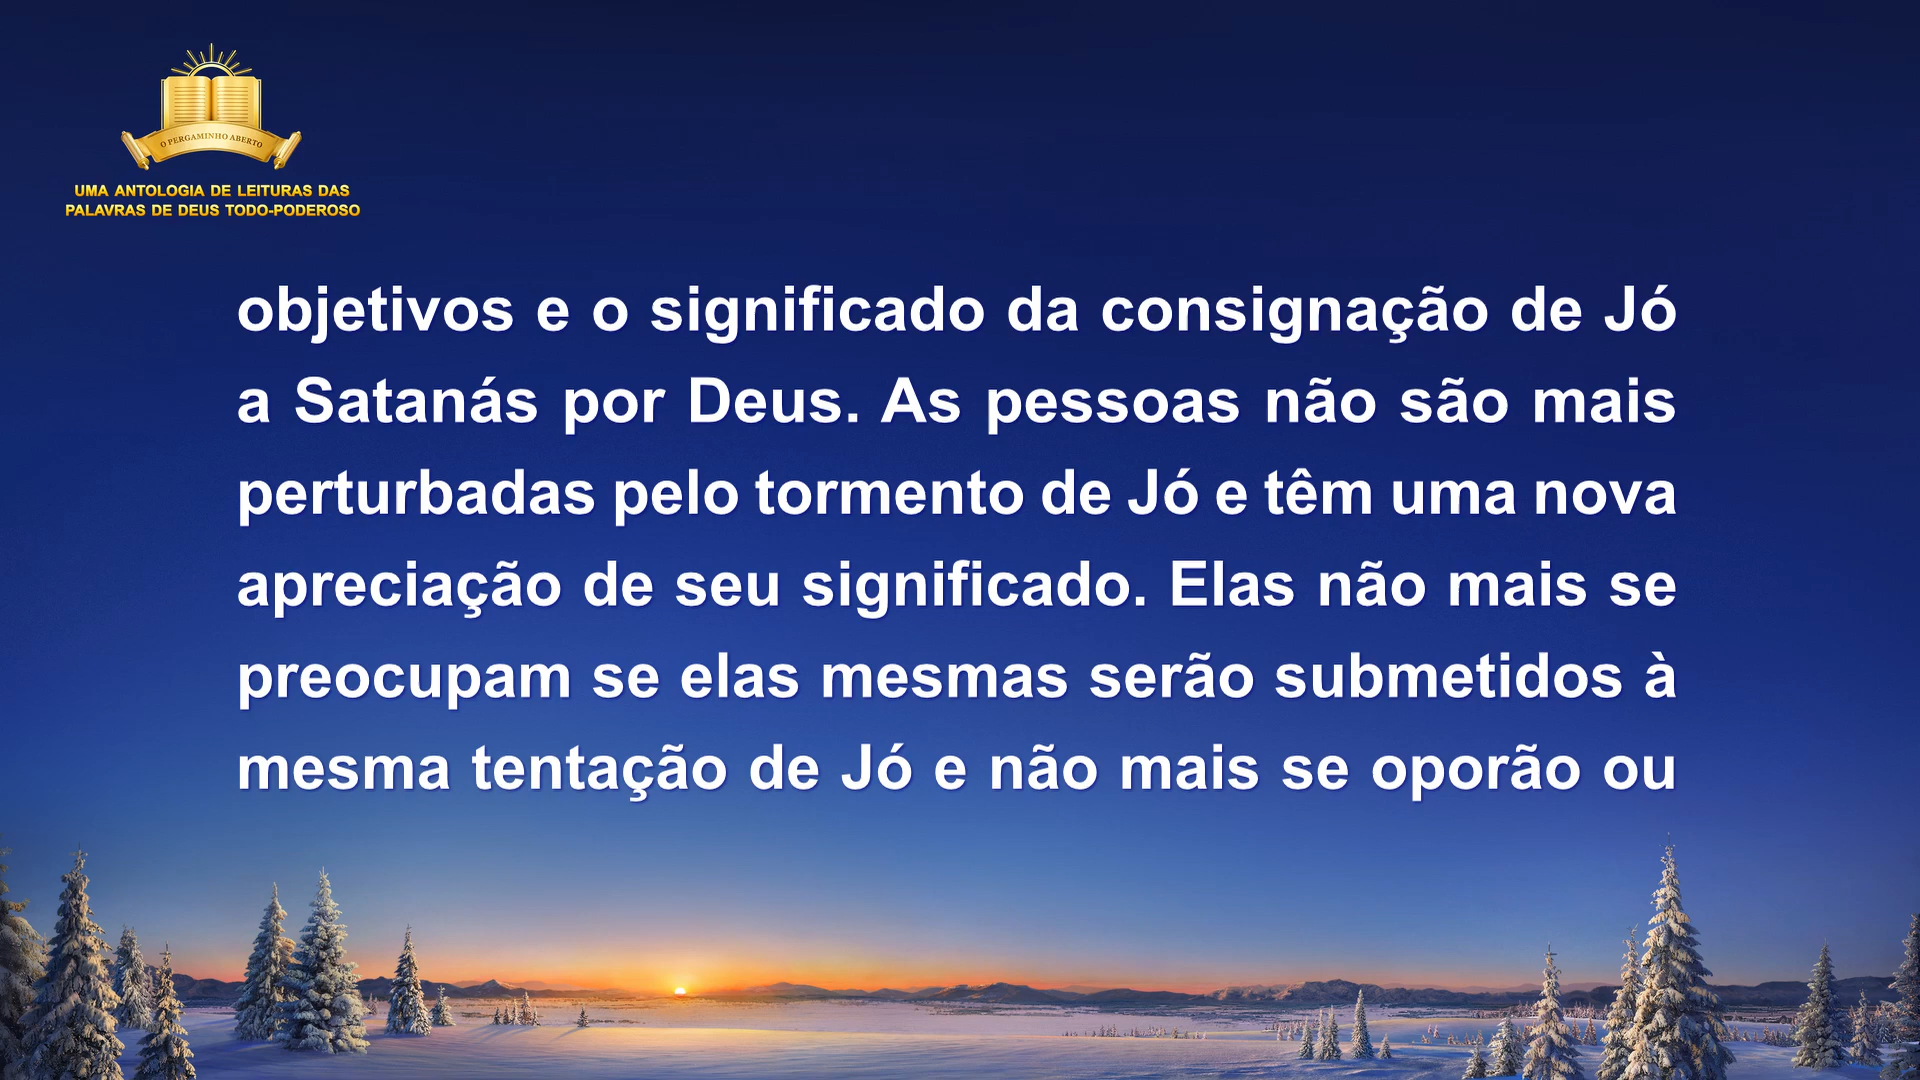 O PERGAMINHO ABERTO
UMA ANTOLOGIA DE LEITURAS DAS
PALAVRAS DE DEUS TODO-PODEROSO
objetivos e o significado da consignação de Jó
a Satanás por Deus. As pessoas não são mais
perturbadas pelo tormento de Jó e têm uma nova
apreciação de seu significado. Elas não mais se
preocupam se elas mesmas serão submetidos à
mesma tentação de Jó e não mais se oporão ou